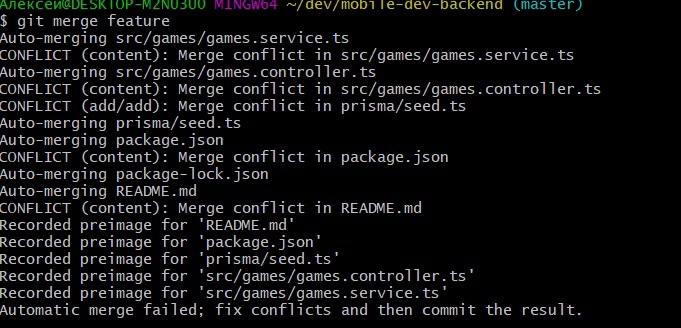 Алексей@DESKTOP-M2NU3UO MINGW64 ~/dev/mobile-dev-backend (master)
$ git merge feature
Auto-merging src/games/games.service.ts
CONFLICT (content): Merge conflict in src/games/games.service.ts
Auto-merging src/games/games.controller.ts
CONFLICT (content): Merge conflict in src/games/games.controller.ts
CONFLICT (add/add): Merge conflict in prisma/seed.ts
Auto-merging prisma/seed.ts
Auto-merging package.json
CONFLICT (content): Merge conflict in package.json
Auto-merging package-lock.json
Auto-merging README.md
CONFLICT (content): Merge conflict in README.md
Recorded preimage for 'README.md'
Recorded preimage for 'package.json'
Recorded preimage for 'prisma/seed.ts'
Recorded preimage for 'src/games/games.controller.ts'
Recorded preimage for 'src/games/games.service.ts'
Automatic merge failed; fix conflicts and then commit the result.